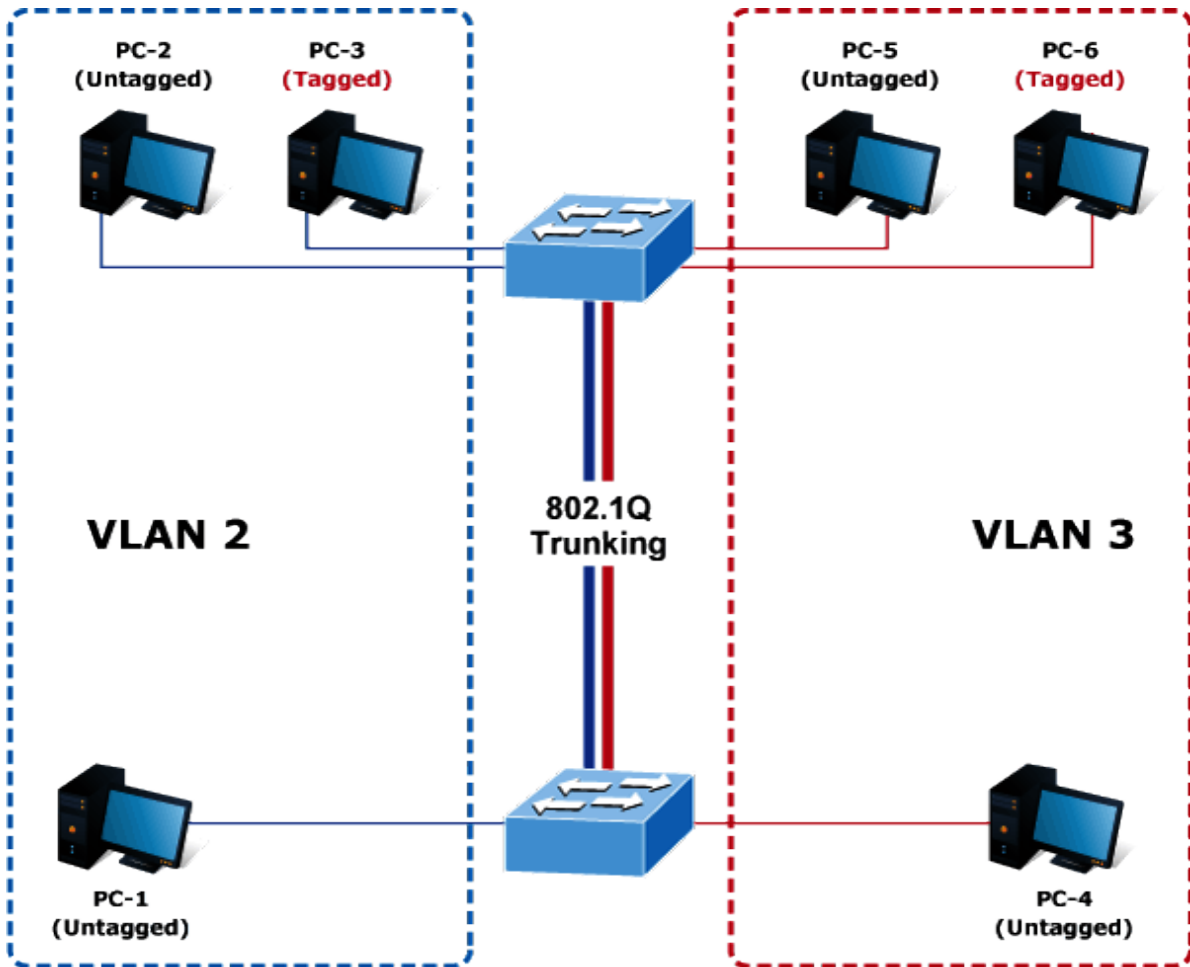 PC-2
(Untagged)
PC-3
(Tagged)
PC-5
(Untagged)
PC-6
(Tagged)
802.1Q
Trunking
VLAN 2
VLAN 3
PC-1
(Untagged)
PC-4
(Untagged)